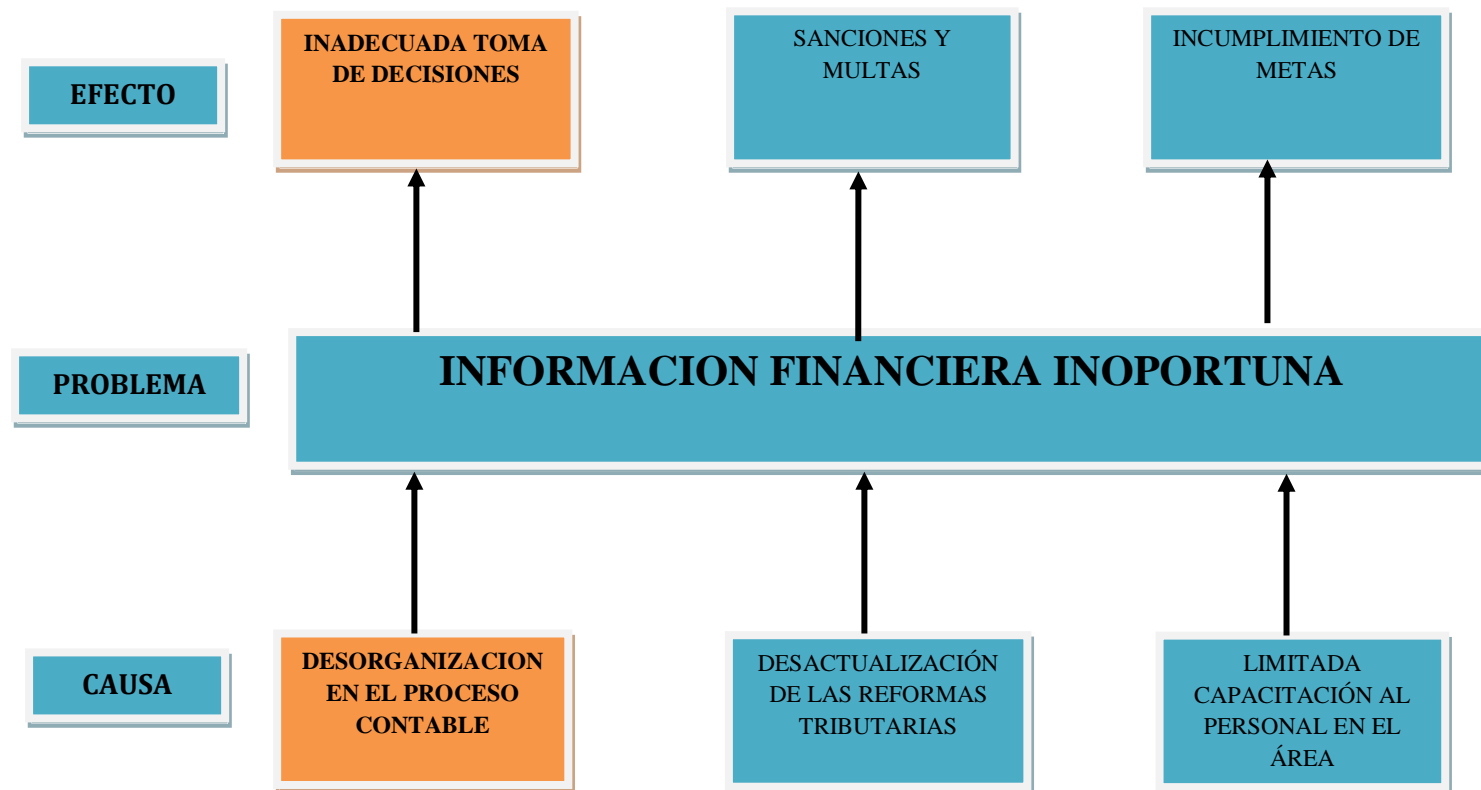 EFECTO
INADECUADA TOMA
DE DECISIONES
SANCIONES Y
MULTAS
INCUMPLIMIENTO DE
METAS
PROBLEMA
INFORMACION FINANCIERA INOPORTUNA
CAUSA
DESORGANIZACION
EN EL PROCESO
CONTABLE
DESACTUALIZACIÓN
DE LAS REFORMAS
TRIBUTARIAS
LIMITADA
CAPACITACIÓN AL
PERSONAL EN EL
ÁREA